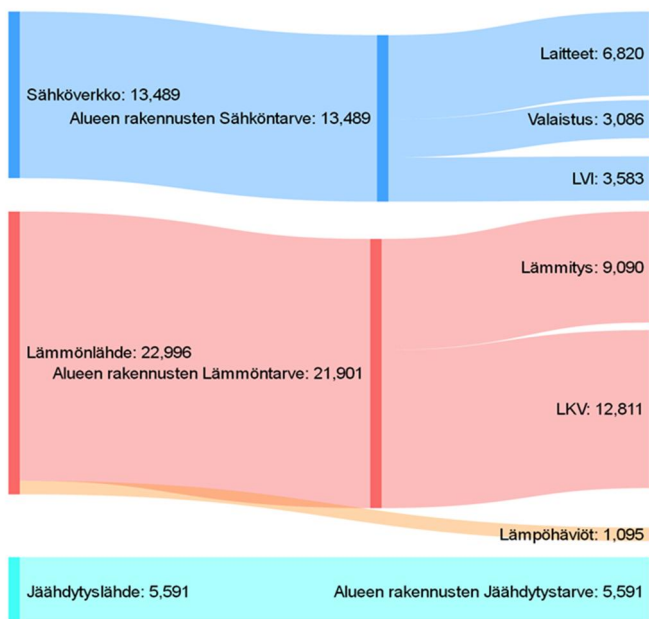 Laitteet: 6,820
Sähköverkko: 13,489
Alueen rakennusten Sähköntarve: 13,489
Valaistus: 3,086
LVI: 3,583
Lämmitys: 9,090
Lämmönlähde: 22,996
Alueen rakennusten Lämmöntarve: 21,901
LKV: 12,811
Lämpöhäviöt: 1,095
Jäähdytyslähde: 5,591
Alueen rakennusten Jäähdytystarve: 5,591